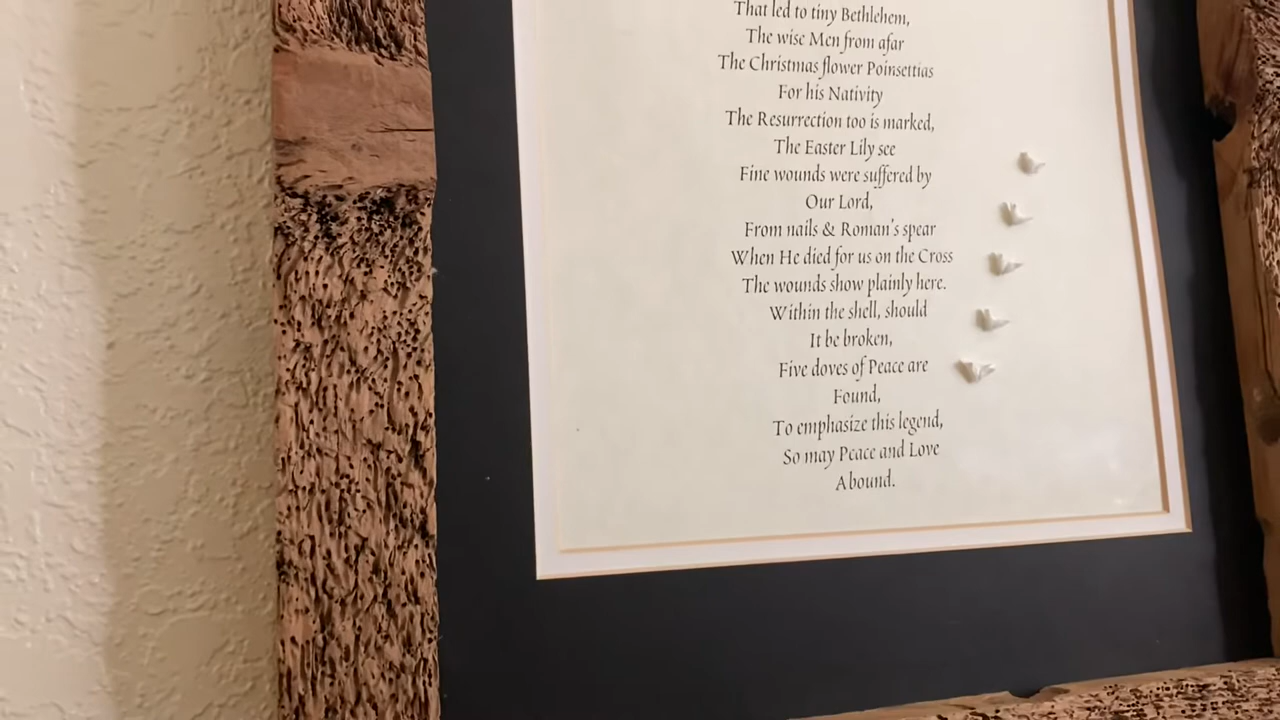 That led to tiny Bethlehem,
The wise Men from afar
The Christmas flower Poinsettias
For his Nativity
The Resurrection too is marked,
The Easter Lily see
Fine wounds were suffered by
Our Lord,
From nails & Roman's spear
When He died for us on the Cross
The wounds show plainly here.
Within the shell, should
It be broken,
Five doves of Peace are
Found,
To emphasize this legend,
So may Peace and Love
Abound.